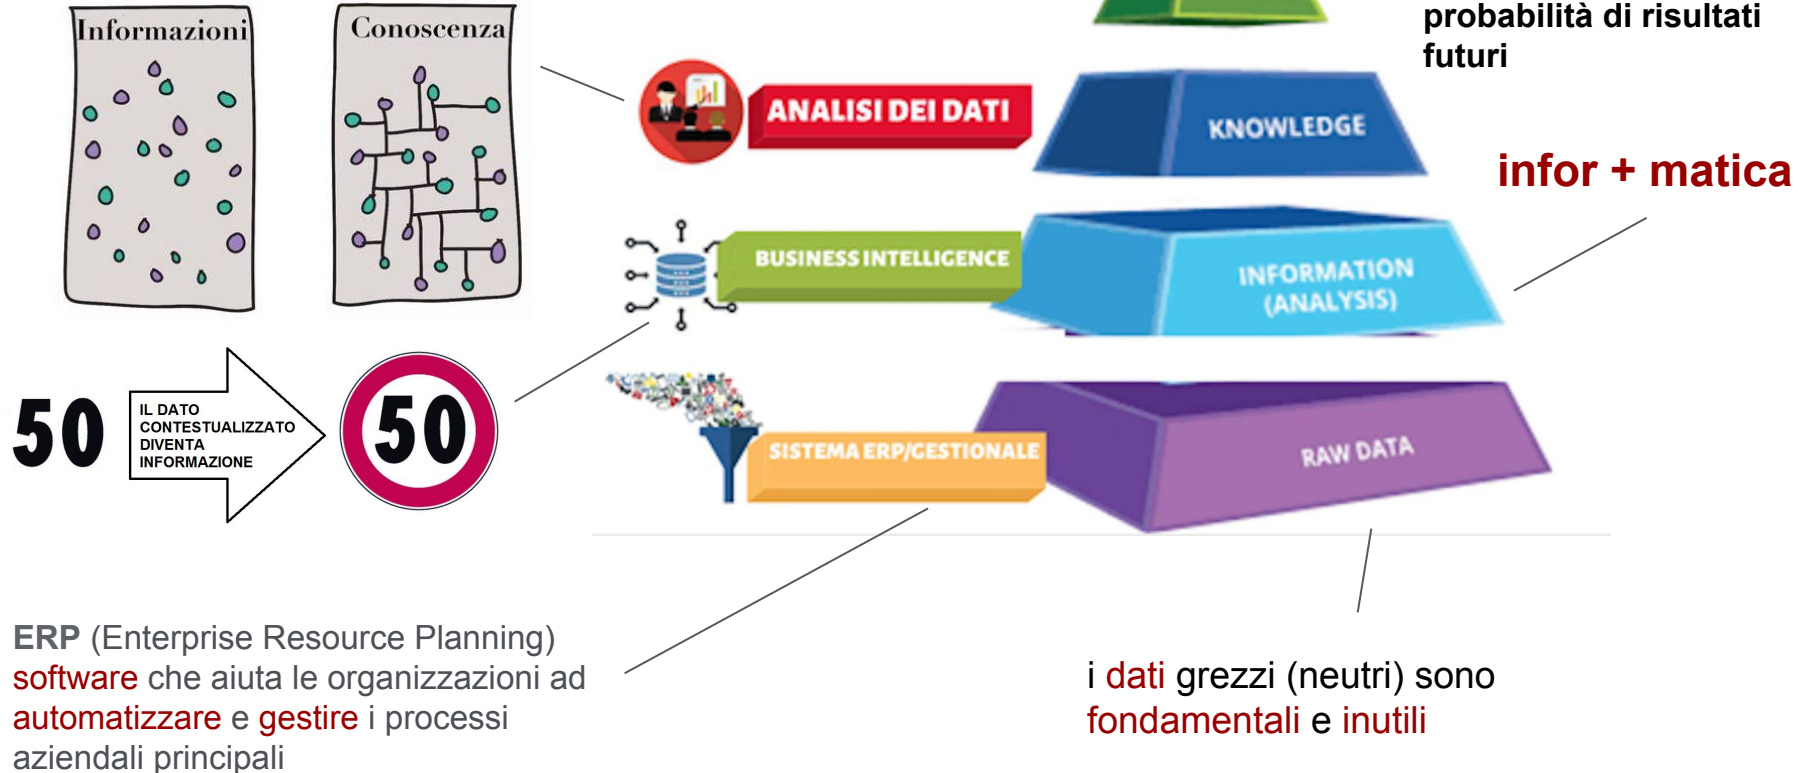 probabilità di risultati
futuri
Informazioni
Conoscenza
ANALISI DEI DATI
KNOWLEDGE
infor + matica
BUSINESS INTELLIGENCE
INFORMATION
(ANALYSIS)
50
IL DATO
CONTESTUALIZZATO
DIVENTA
INFORMAZIONE
50
SISTEMA ERP/GESTIONALE
RAW DATA
ERP (Enterprise Resource Planning)
software che aiuta le organizzazioni ad
automatizzare e gestire i processi
aziendali principali
i dati grezzi (neutri) sono
fondamentali e inutili